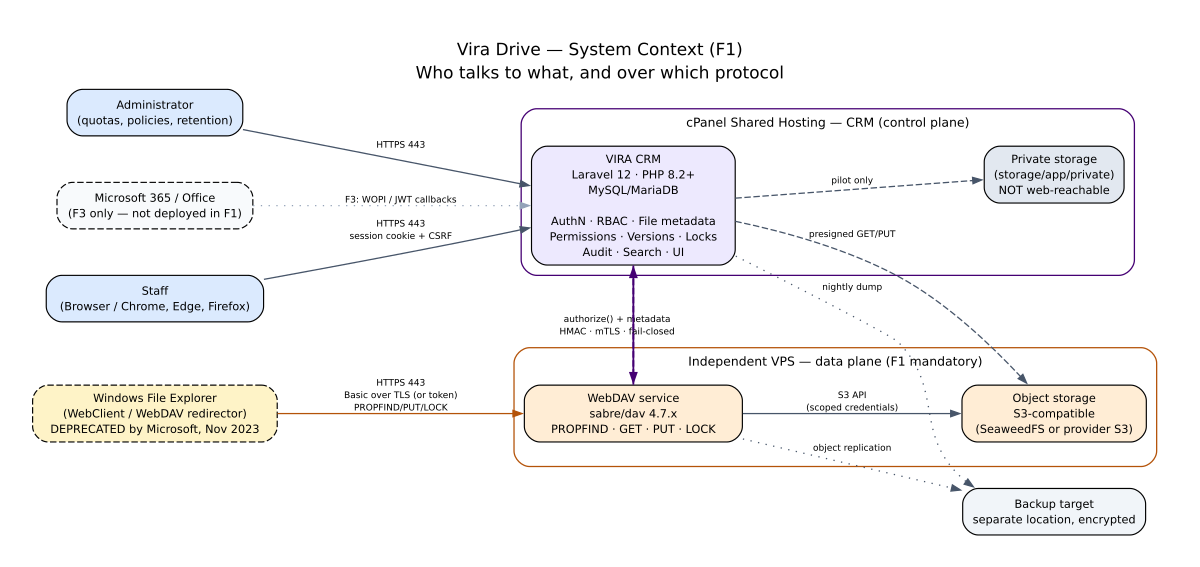 Vira Drive — System Context (F1)
Who talks to what, and over which protocol
Administrator
(quotas, policies, retention)
HTTPS 443
Microsoft 365 / Office
(F3 only — not deployed in F1)
F3: WOPI / JWT callbacks
HTTPS 443
session cookie + CSRF
Staff
(Browser / Chrome, Edge, Firefox)
cPanel Shared Hosting — CRM (control plane)
VIRA CRM
Laravel 12 · PHP 8.2+
MySQL/MariaDB
AuthN · RBAC · File metadata
Permissions · Versions · Locks
Audit · Search · UI
pilot only
Private storage
(storage/app/private)
NOT web-reachable
presigned GET/PUT
nightly dump
authorize() + metadata
HMAC · mTLS · fail-closed
Independent VPS — data plane (F1 mandatory)
Windows File Explorer
(WebClient / WebDAV redirector)
DEPRECATED by Microsoft, Nov 2023
HTTPS 443
Basic over TLS (or token)
PROPFIND/PUT/LOCK
WebDAV service
sabre/dav 4.7.x
PROPFIND · GET · PUT · LOCK
S3 API
(scoped credentials)
Object storage
S3-compatible
(SeaweedFS or provider S3)
object replication
Backup target
separate location, encrypted